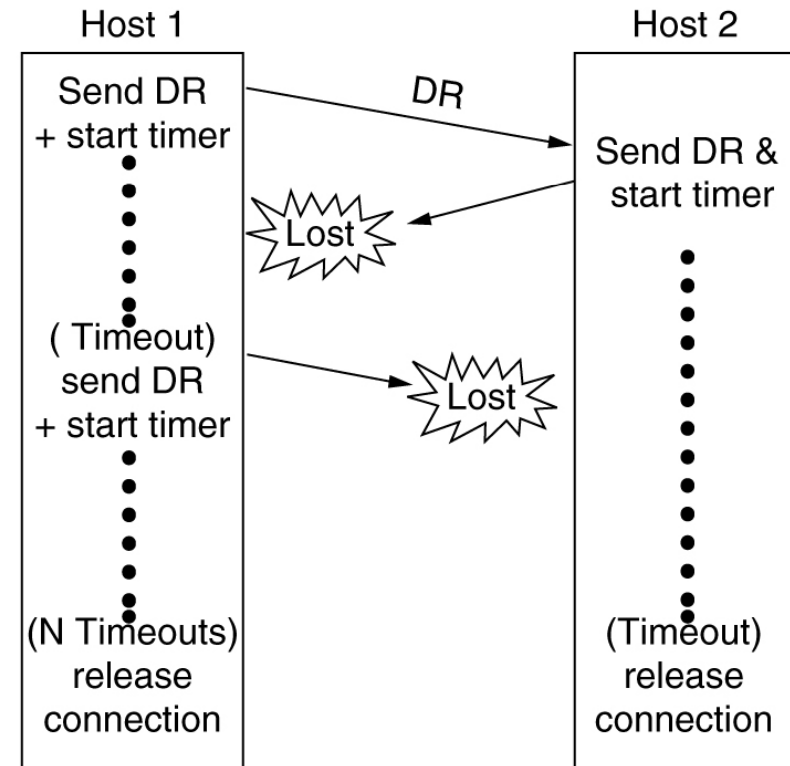 Host 1
Host 2
Send DR
+ start timer
DR
Send DR &
start timer
Lost
( Timeout)
send DR
+ start timer
Lost
(N Timeouts)
release
connection
(Timeout)
release
connection